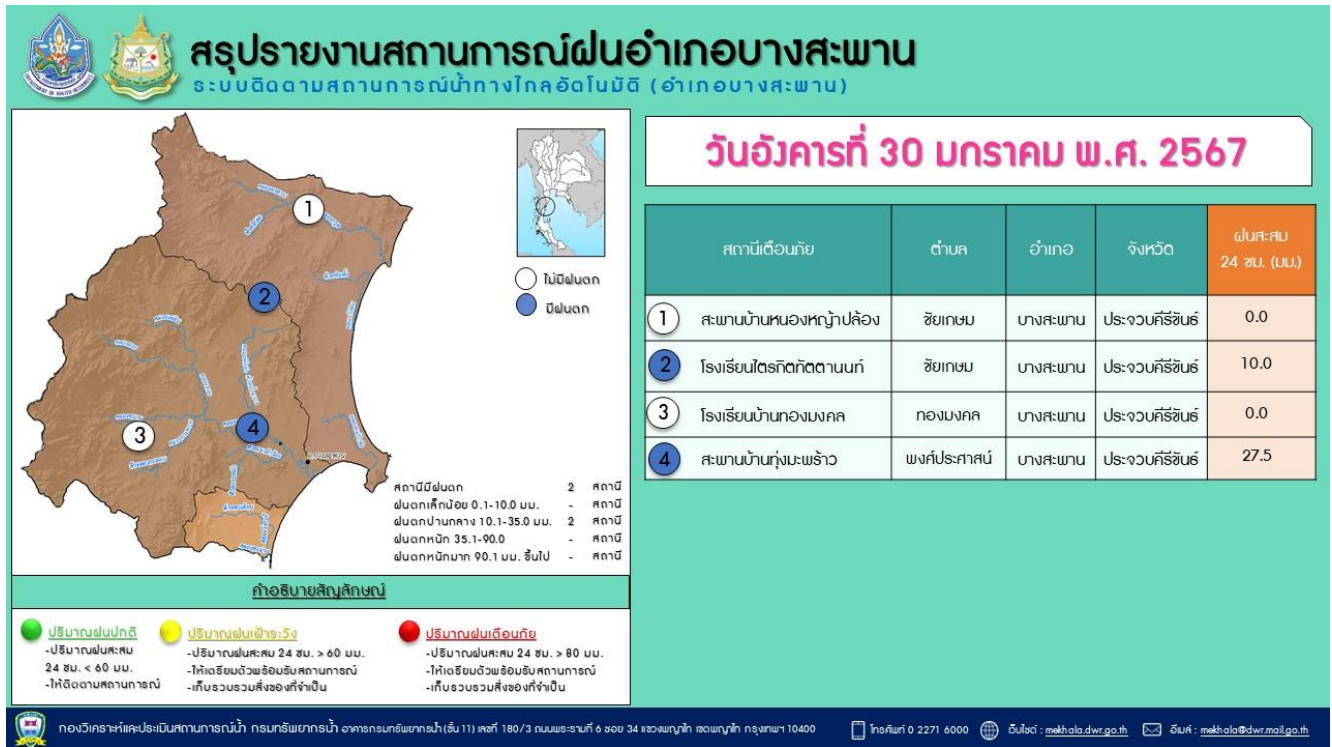 สรุปรายงานสถานการณ์ฝนอำเภอบางสะพาน
ระบบติดตามสถานการณ์น้ำทางไกลอัตโนมัติ (อำเภอบางสะพาน)
1
2
3
4
ไม่มีฝนตก
มีฝนตก
สถานีมีฝนตก 2 สถานี
ฝนตกเล็กน้อย 0.1-10.0 มม. - สถานี
ฝนตกปานกลาง 10.1-35.0 มม. 2 สถานี
ฝนตกหนัก 35.1-90.0 - สถานี
ฝนตกหนักมาก 90.1 มม. ขึ้นไป - สถานี
คำอธิบายสัญลักษณ์
ปริมาณฝนปกติ
-ปริมาณฝนสะสม
24 ชม. < 60 มม.
-ให้ติดตามสถานการณ์
ปริมาณฝนเฝ้าระวัง
-ปริมาณฝนสะสม 24 ชม. > 60 มม.
-ให้เตรียมตัวพร้อมรับสถานการณ์
-เก็บรวบรวมสิ่งของที่จำเป็น
ปริมาณฝนเตือนภัย
-ปริมาณฝนสะสม 24 ชม. > 80 มม.
-ให้เตรียมตัวพร้อมรับสถานการณ์
-เก็บรวบรวมสิ่งของที่จำเป็น
วันอังคารที่ 30 มกราคม พ.ศ. 2567
สถานีเตือนภัย ตำบล อำเภอ จังหวัด ฝนสะสม
24 ชม. (มม.)
1 สะพานบ้านหนองหญ้าปล้อง ชัยเกษม บางสะพาน ประจวบคีรีขันธ์ 0.0
2 โรงเรียนไตรกิตทัตตานนท์ ชัยเกษม บางสะพาน ประจวบคีรีขันธ์ 10.0
3 โรงเรียนบ้านทองมงคล ทองมงคล บางสะพาน ประจวบคีรีขันธ์ 0.0
4 สะพานบ้านทุ่งมะพร้าว พงศ์ประศาสน์ บางสะพาน ประจวบคีรีขันธ์ 27.5
กองวิเคราะห์และประเมินสถานการณ์น้ำ กรมทรัพยากรน้ำ อาคารกรมทรัพยากรน้ำ (ชั้น 11) เลขที่ 180/3 ถนนพระรามที่ 6 ซอย 34 แขวงพญาไท เขตพญาไท กรุงเทพฯ 10400 โทรศัพท์ 0 2271 6000 เว็บไซต์ : mekhala.dwr.go.th อีเมล์ : mekhala@dwr.mail.go.th